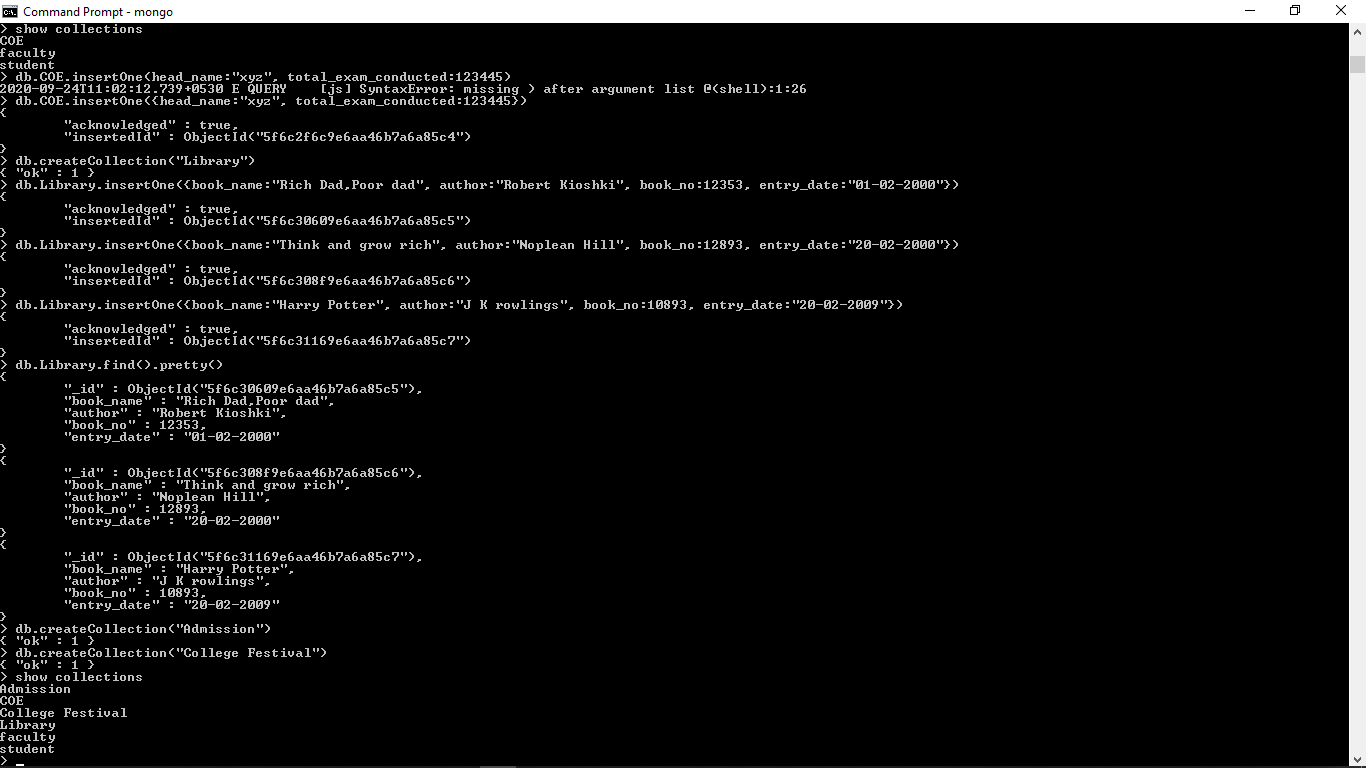 Command Prompt - mongo
> show collections
COE
faculty
student
> db.COE.insertOne(head_name:"xyz", total_exam_conducted:123445)
2020-09-24T11:02:12.739+0530 E QUERY    [js] SyntaxError: missing ) after argument list @(shell):1:26
> db.COE.insertOne({head_name:"xyz", total_exam_conducted:123445})
{
        "acknowledged" : true,
        "insertedId" : ObjectId("5f6c2f6c9e6aa46b7a6a85c4")
}
> db.createCollection("Library")
{ "ok" : 1 }
> db.Library.insertOne({book_name:"Rich Dad,Poor dad", author:"Robert Kioshki", book_no:12353, entry_date:"01-02-2000"})
{
        "acknowledged" : true,
        "insertedId" : ObjectId("5f6c30609e6aa46b7a6a85c5")
}
> db.Library.insertOne({book_name:"Think and grow rich", author:"Noplean Hill", book_no:12893, entry_date:"20-02-2000"})
{
        "acknowledged" : true,
        "insertedId" : ObjectId("5f6c308f9e6aa46b7a6a85c6")
}
> db.Library.insertOne({book_name:"Harry Potter", author:"J K rowlings", book_no:10893, entry_date:"20-02-2009"})
{
        "acknowledged" : true,
        "insertedId" : ObjectId("5f6c31169e6aa46b7a6a85c7")
}
> db.Library.find().pretty()
{
        "_id" : ObjectId("5f6c30609e6aa46b7a6a85c5"),
        "book_name" : "Rich Dad,Poor dad",
        "author" : "Robert Kioshki",
        "book_no" : 12353,
        "entry_date" : "01-02-2000"
}
{
        "_id" : ObjectId("5f6c308f9e6aa46b7a6a85c6"),
        "book_name" : "Think and grow rich",
        "author" : "Noplean Hill",
        "book_no" : 12893,
        "entry_date" : "20-02-2000"
}
{
        "_id" : ObjectId("5f6c31169e6aa46b7a6a85c7"),
        "book_name" : "Harry Potter",
        "author" : "J K rowlings",
        "book_no" : 10893,
        "entry_date" : "20-02-2009"
}
> db.createCollection("Admission")
{ "ok" : 1 }
> db.createCollection("College Festival")
{ "ok" : 1 }
> show collections
Admission
COE
College Festival
Library
faculty
student
>